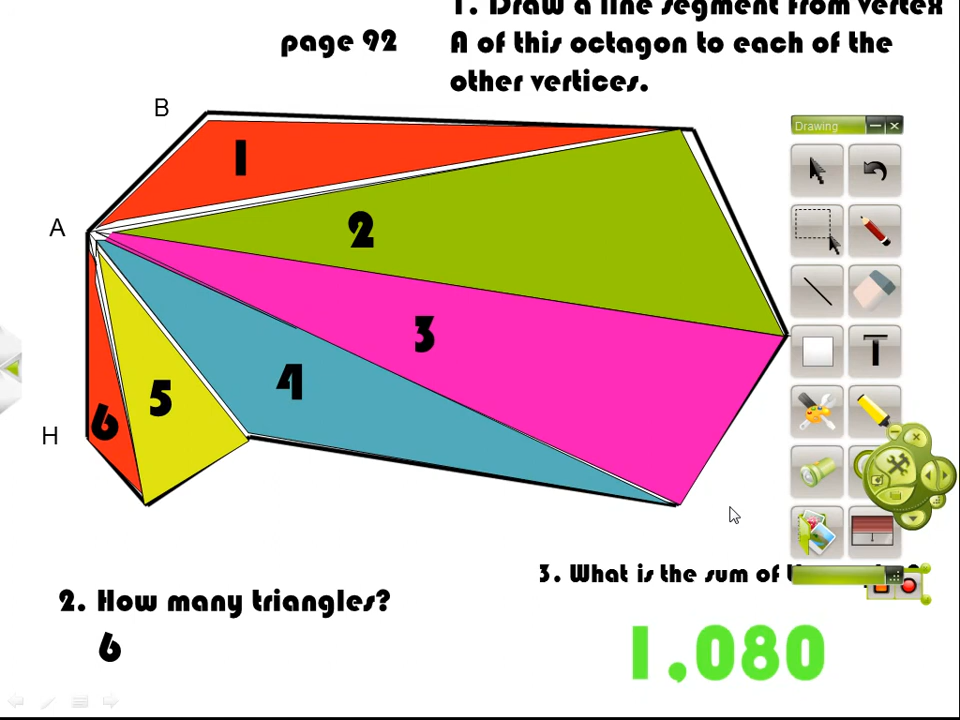 1. Draw a line segment from vertex
page 92
A of this octagon to each of the
other vertices.
B
Drawing
1
A
2
3
4
5
6
H
3. What is the sum of
2. How many triangles?
6
1,080